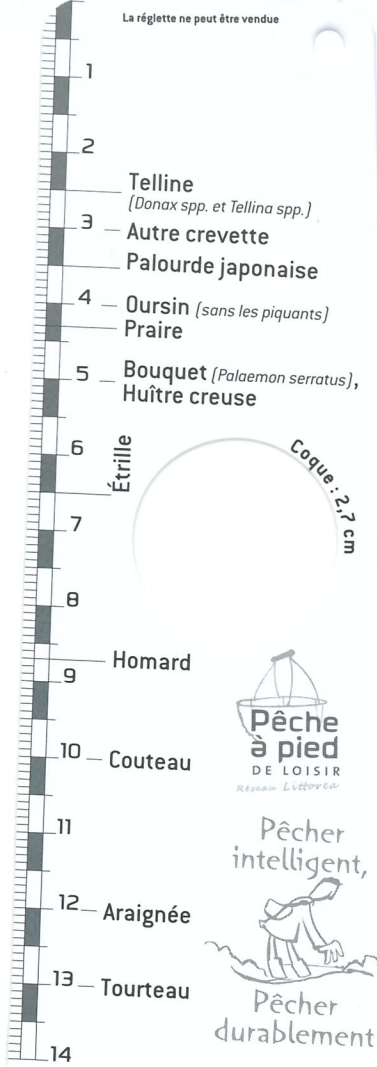 La réglette ne peut être vendue
1
2
Telline
(Donax spp. et Tellina spp.)
3
Autre crevette
Palourde japonaise
4
Oursin (sans les piquants)
Praire
5
Bouquet (Palaemon serratus),
Huître creuse
6
Étrille
Coque : 2,7 cm
7
8
Homard
9
Pêche
à pied
DE LOISIR
Réseau Littorea
10
Couteau
11
Pêcher
intelligent,
12
Araignée
13
Tourteau
Pêcher
durablement
14